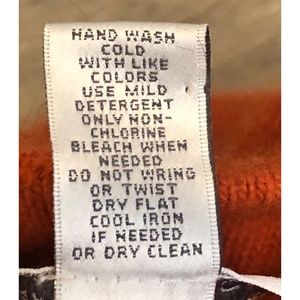 HAND WASH
COLD
WITH LIKE
COLORS
USE MILD
DETERGENT
ONLY NON-
CHLORINE
BLEACH WHEN
NEEDED
DO NOT WRING
OR TWIST
DRY FLAT
COOL IRON
IF NEEDED
OR DRY CLEAN